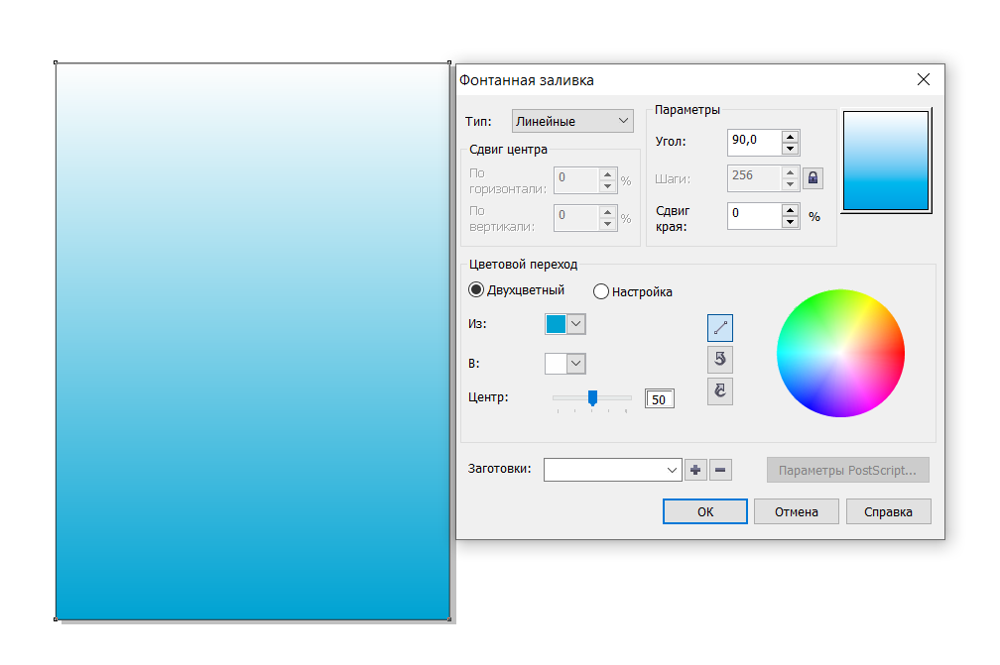 Фонтанная заливка
Тип:
Линейные
Сдвиг центра
По
горизонтали:
0
%
По
вертикали:
0
%
Параметры
Угол:
90,0
Шаги:
256
Сдвиг
края:
0
%
Цветовой переход
Двухцветный
Настройка
Из:
В:
Центр:
50
Заготовки:
Параметры PostScript...
ОК
Отмена
Справка